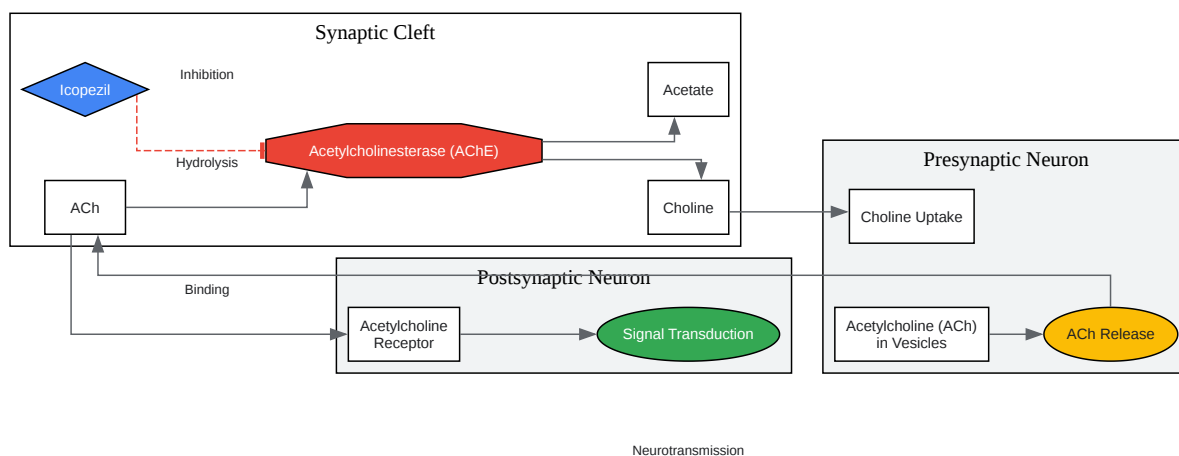 Synaptic Cleft
Icopezil
Inhibition
Acetate
Acetylcholinesterase (AChE)
Hydrolysis
ACh
Choline
Presynaptic Neuron
Choline Uptake
Postsynaptic Neuron
Binding
Acetylcholine
Receptor
Signal Transduction
Acetylcholine (ACh)
in Vesicles
ACh Release
Neurotransmission